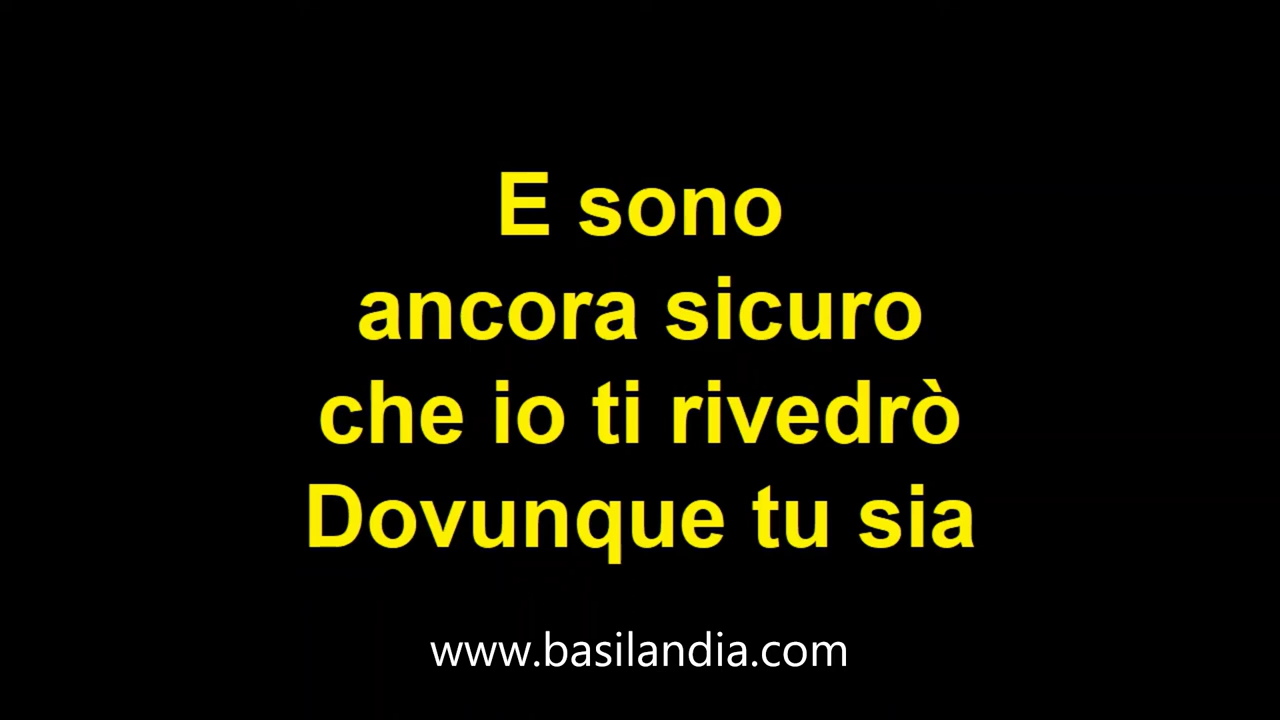 E sono
ancora sicuro
che io ti rivedrò
Dovunque tu sia
www.basilandia.com